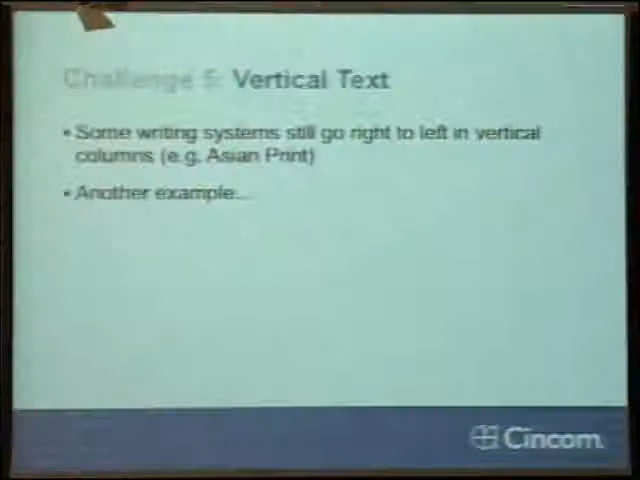 Challenge 5: Vertical Text
• Some writing systems still go right to left in vertical
columns (e.g. Asian Print)
• Another example...
Cincom